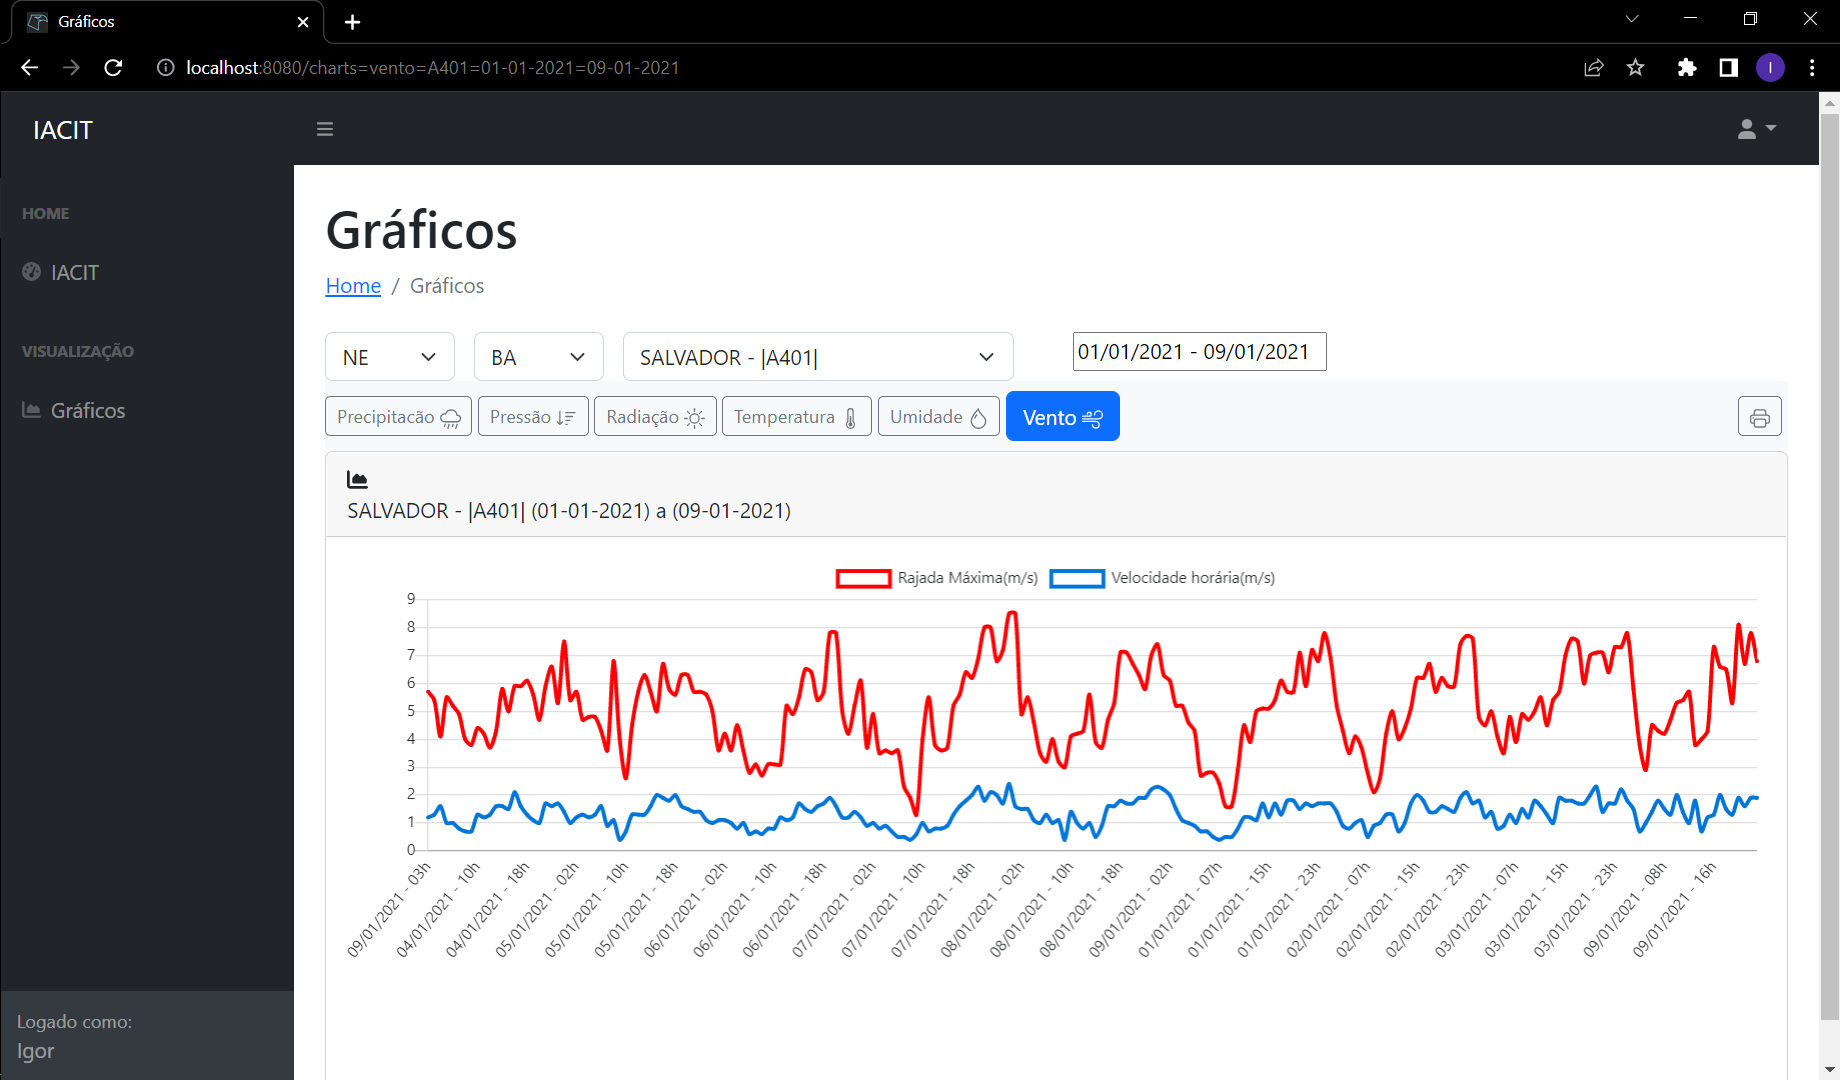 Gráficos
localhost:8080/charts=vento=A401=01-01-2021=09-01-2021
I
IACIT
HOME
IACIT
VISUALIZAÇÃO
Gráficos
Logado como:
Igor
Gráficos
Home / Gráficos
NE BA SALVADOR - |A401| 01/01/2021 - 09/01/2021
Precipitacão Pressão Radiação Temperatura Umidade Vento
SALVADOR - |A401| (01-01-2021) a (09-01-2021)
Rajada Máxima(m/s) Velocidade horária(m/s)
9
8
7
6
5
4
3
2
1
0
09/01/2021 - 03h
04/01/2021 - 10h
04/01/2021 - 18h
05/01/2021 - 02h
05/01/2021 - 10h
05/01/2021 - 18h
06/01/2021 - 02h
06/01/2021 - 10h
06/01/2021 - 18h
07/01/2021 - 02h
07/01/2021 - 10h
07/01/2021 - 18h
08/01/2021 - 02h
08/01/2021 - 10h
08/01/2021 - 18h
09/01/2021 - 02h
01/01/2021 - 07h
01/01/2021 - 15h
01/01/2021 - 23h
02/01/2021 - 07h
02/01/2021 - 15h
02/01/2021 - 23h
03/01/2021 - 07h
03/01/2021 - 15h
03/01/2021 - 23h
09/01/2021 - 08h
09/01/2021 - 16h